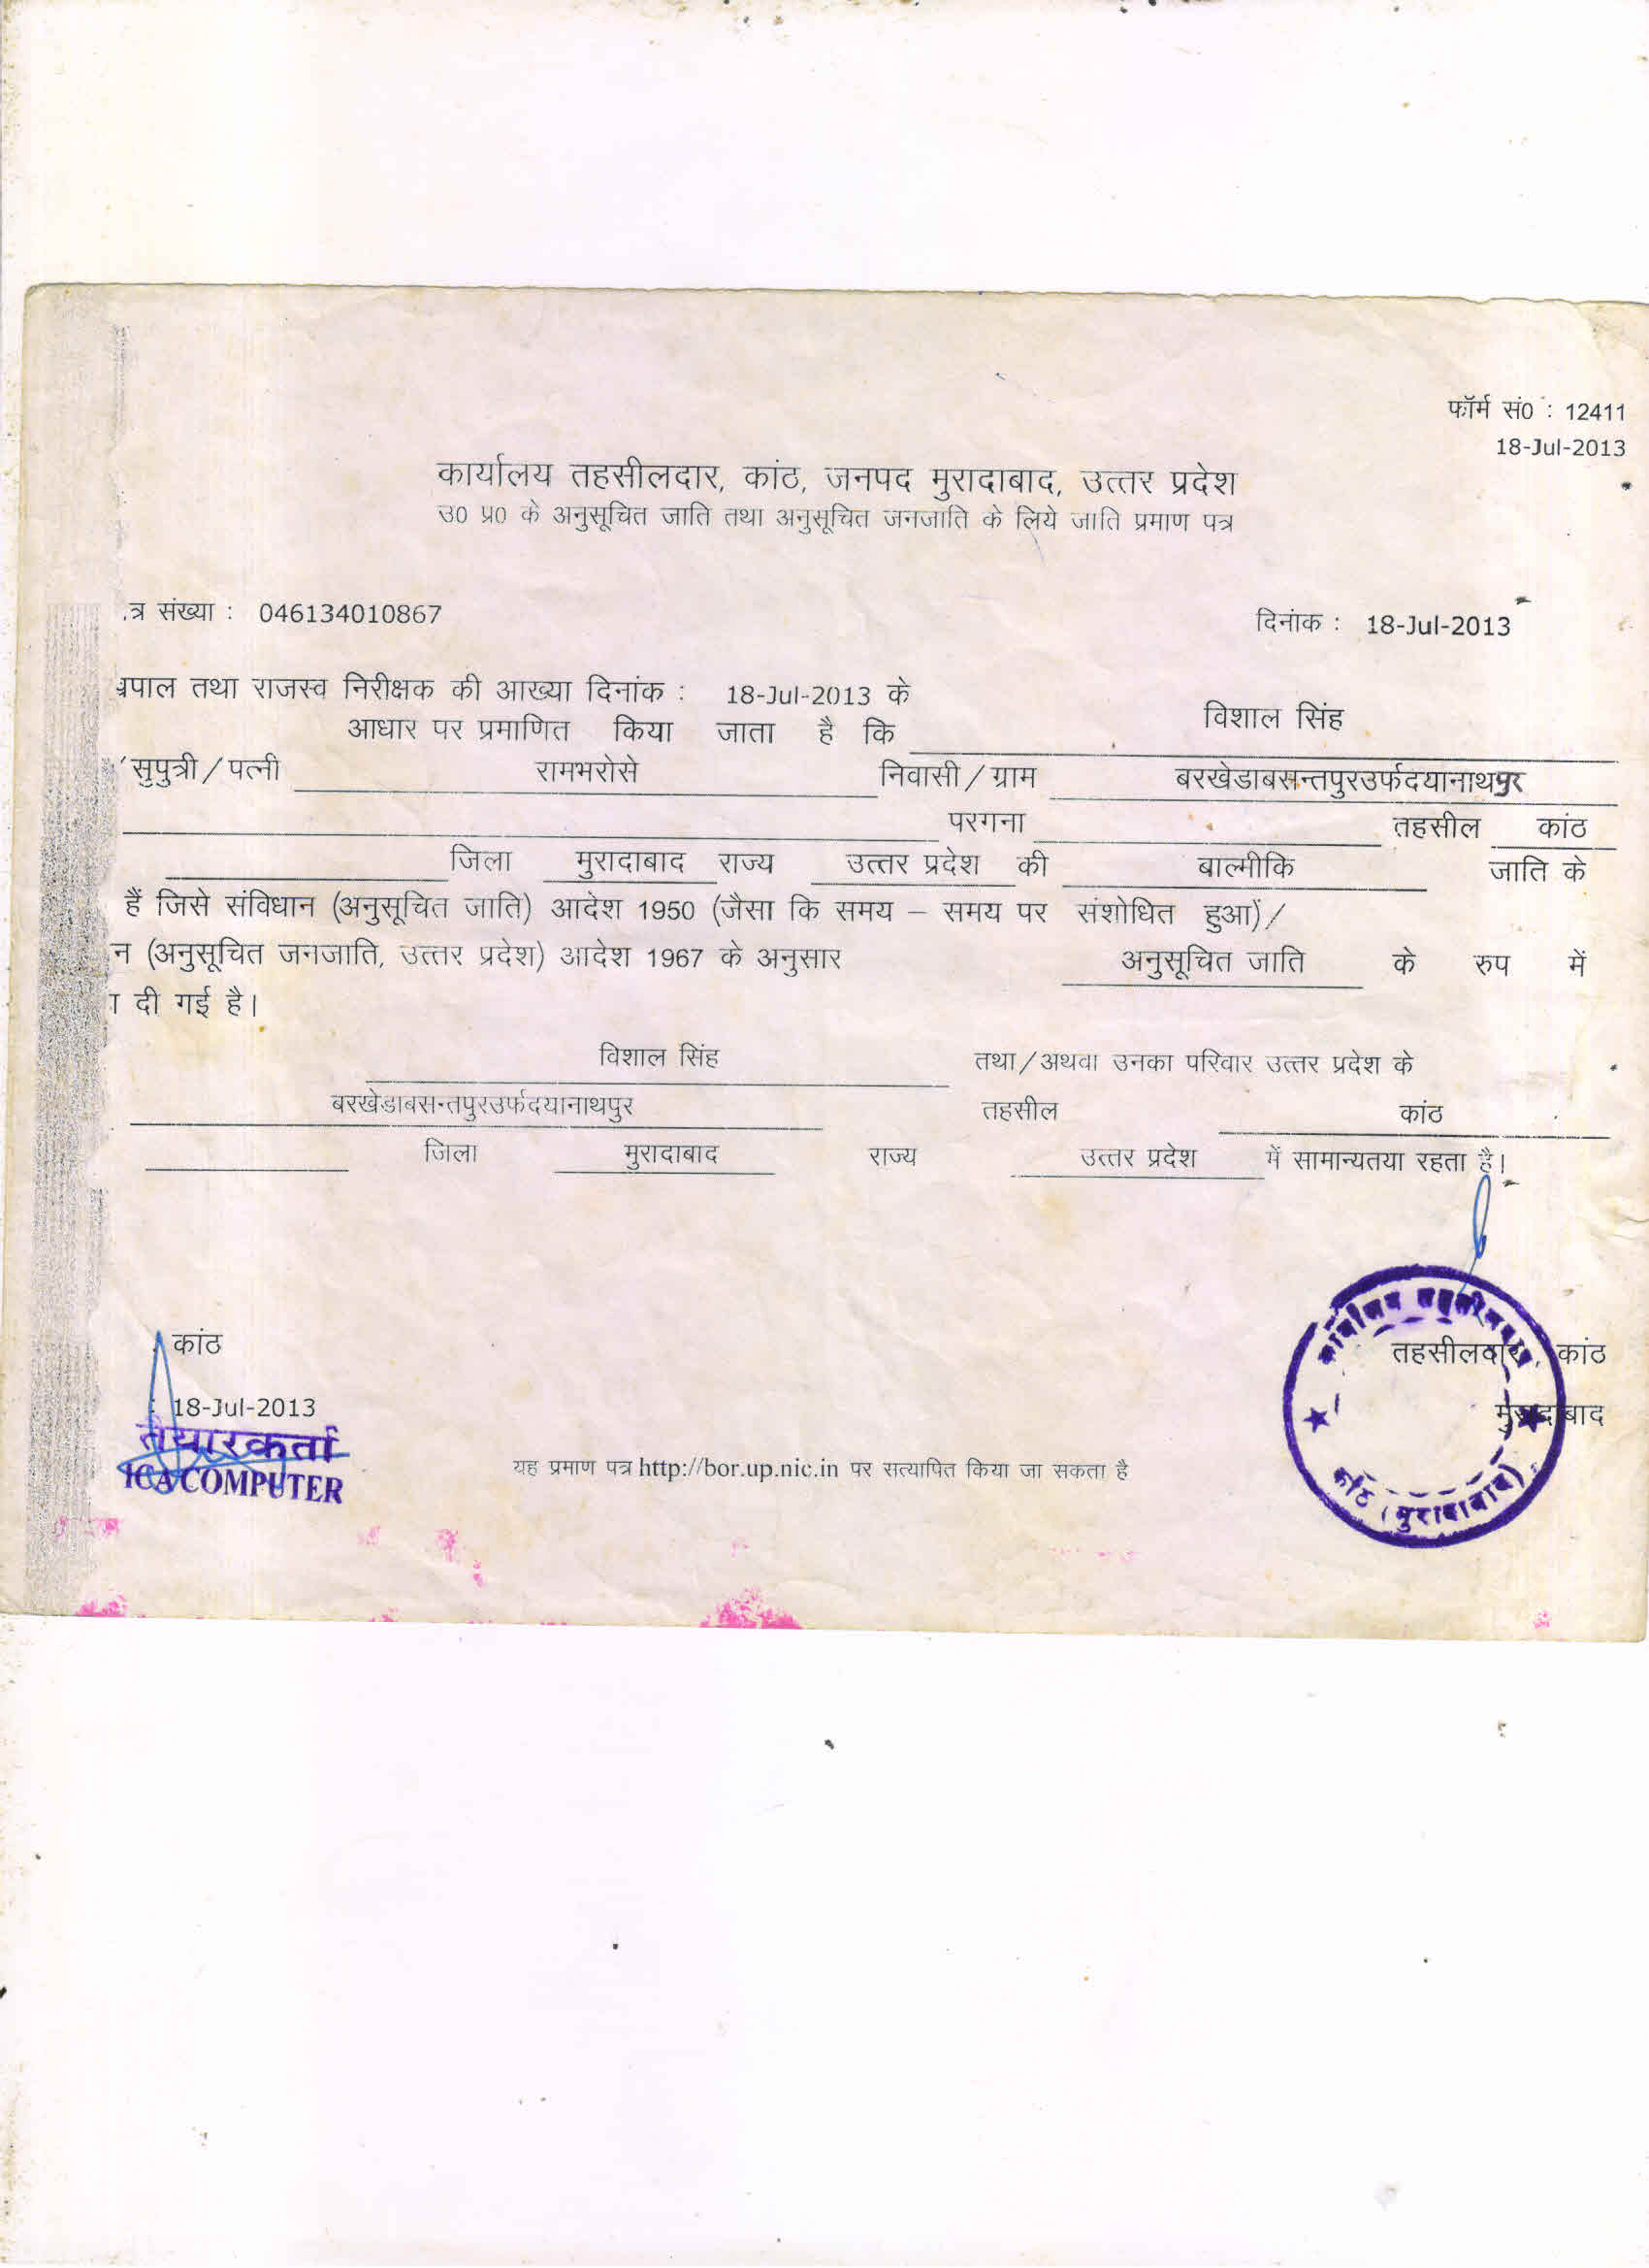 फॉर्म सं0 : 12411
18-Jul-2013
कार्यालय तहसीलदार, कांठ, जनपद मुरादाबाद, उत्तर प्रदेश
उ0 प्र0 के अनुसूचित जाति तथा अनुसूचित जनजाति के लिये जाति प्रमाण पत्र
त्र संख्या : 046134010867 दिनांक : 18-Jul-2013
पाल तथा राजस्व निरीक्षक की आख्या दिनांक : 18-Jul-2013 के
आधार पर प्रमाणित किया जाता है कि विशाल सिंह
सुपुत्री / पत्नी रामभरोसे निवासी / ग्राम बरखेडाबसन्तपुरउर्फदयानाथपुर
परगना तहसील कांठ
जिला मुरादाबाद राज्य उत्तर प्रदेश की बाल्मीकि जाति के
हैं जिसे संविधान (अनुसूचित जाति) आदेश 1950 (जैसा कि समय – समय पर संशोधित हुआ) /
न (अनुसूचित जनजाति, उत्तर प्रदेश) आदेश 1967 के अनुसार अनुसूचित जाति के रुप में
दी गई है।
विशाल सिंह तथा / अथवा उनका परिवार उत्तर प्रदेश के
बरखेडाबसन्तपुरउर्फदयानाथपुर तहसील कांठ
जिला मुरादाबाद राज्य उत्तर प्रदेश में सामान्यतया रहता है।
कांठ
तहसीलदार, कांठ
18-Jul-2013
मुरादाबाद
तैयारकर्ता
ICA COMPUTER
यह प्रमाण पत्र http://bor.up.nic.in पर सत्यापित किया जा सकता है
कार्यालय तहसीलदार
कांठ (मुरादाबाद)